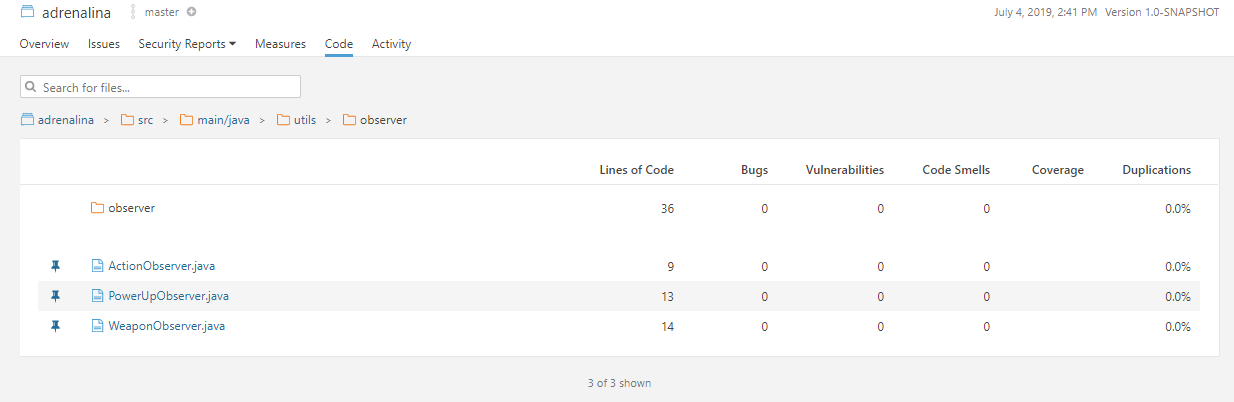 adrenalina master July 4, 2019, 2:41 PM Version 1.0-SNAPSHOT
Overview Issues Security Reports Measures Code Activity
Search for files...
adrenalina > src > main/java > utils > observer
Lines of Code Bugs Vulnerabilities Code Smells Coverage Duplications
observer 36 0 0 0 0.0%
ActionObserver.java 9 0 0 0 0.0%
PowerUpObserver.java 13 0 0 0 0.0%
WeaponObserver.java 14 0 0 0 0.0%
3 of 3 shown